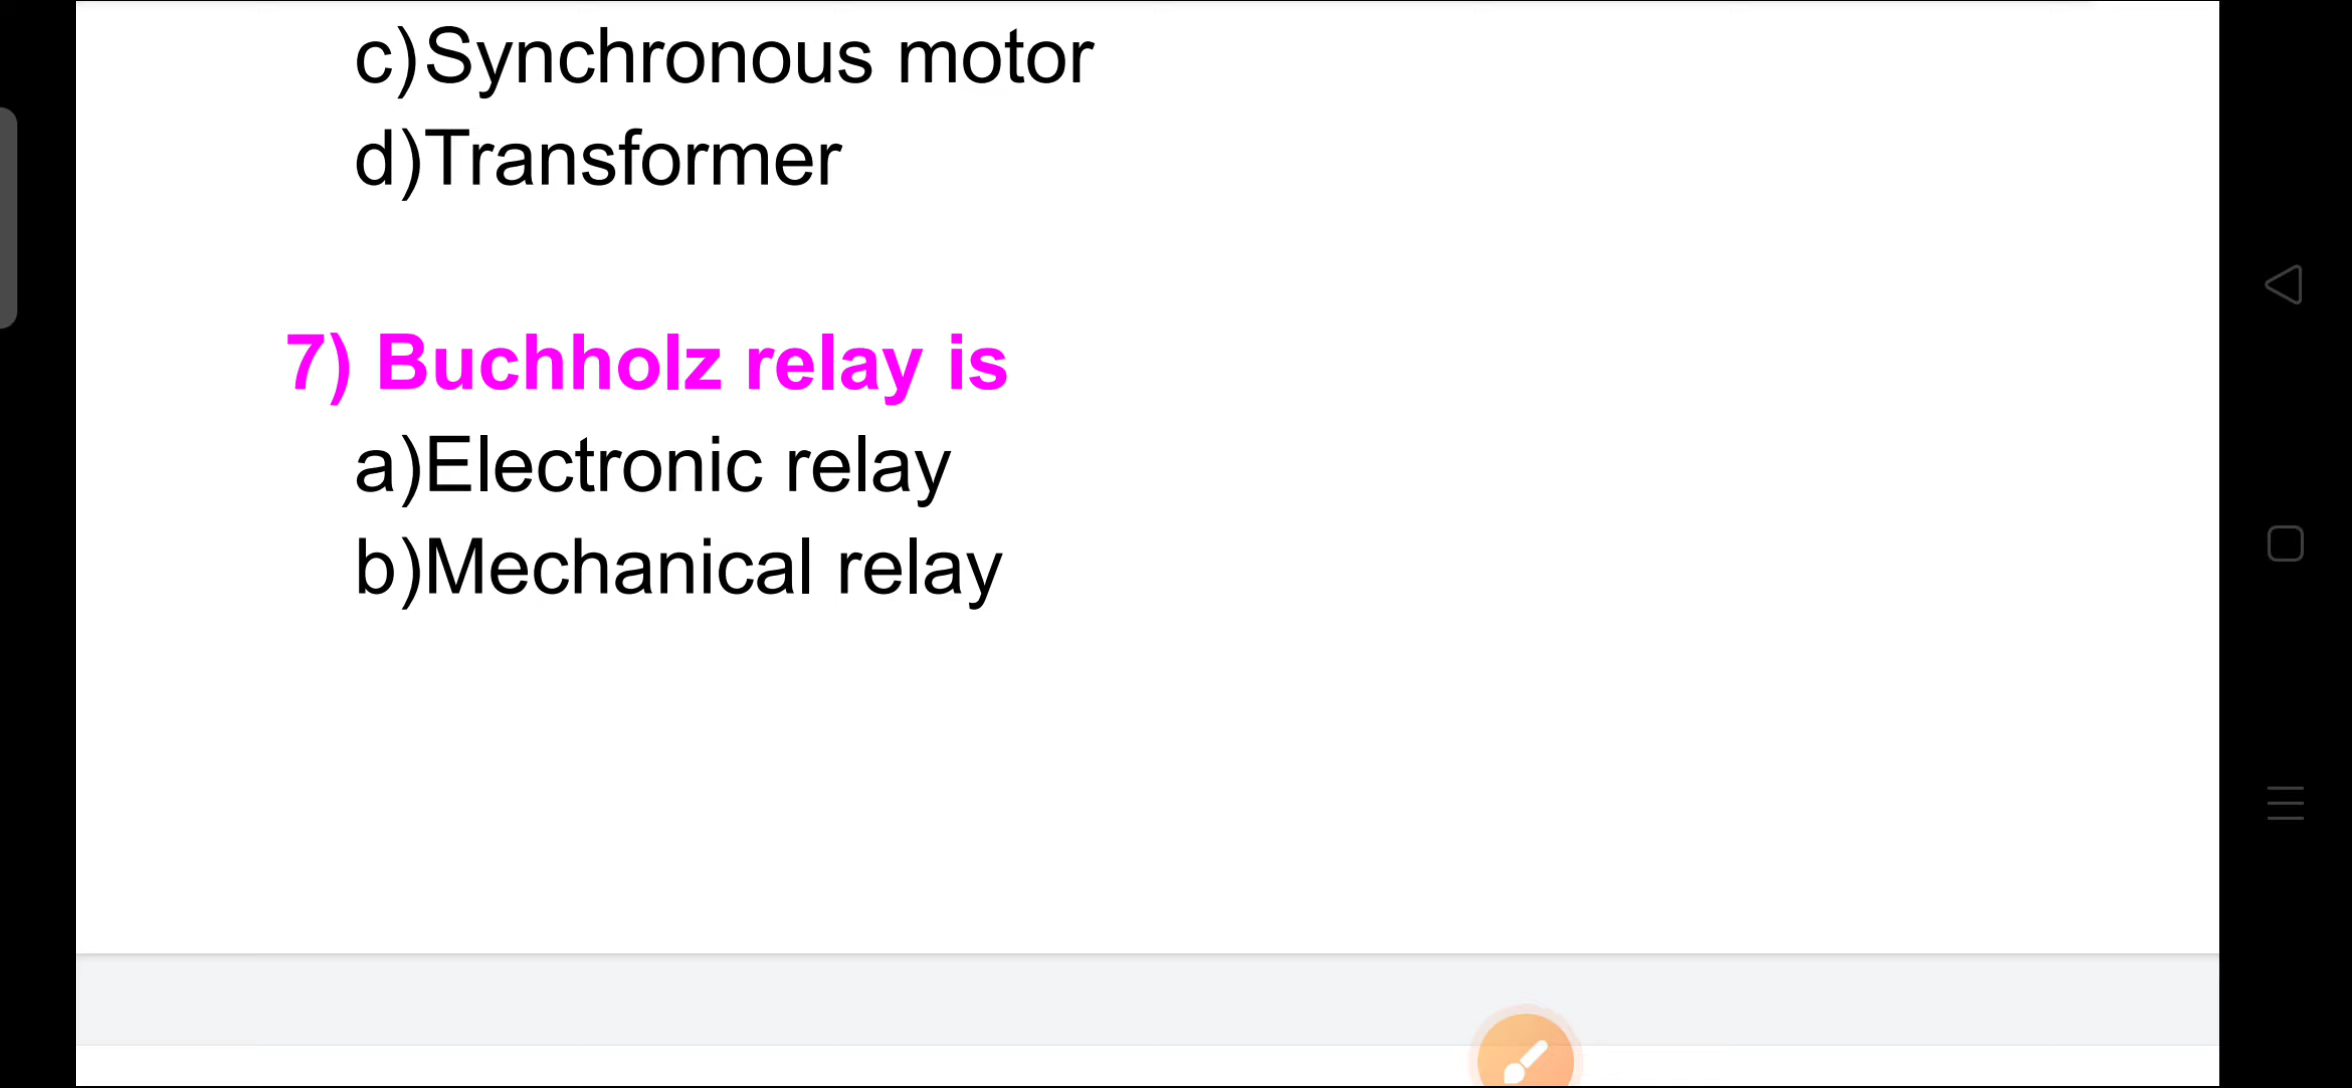 c)Synchronous motor
d)Transformer
7) Buchholz relay is
a)Electronic relay
b)Mechanical relay